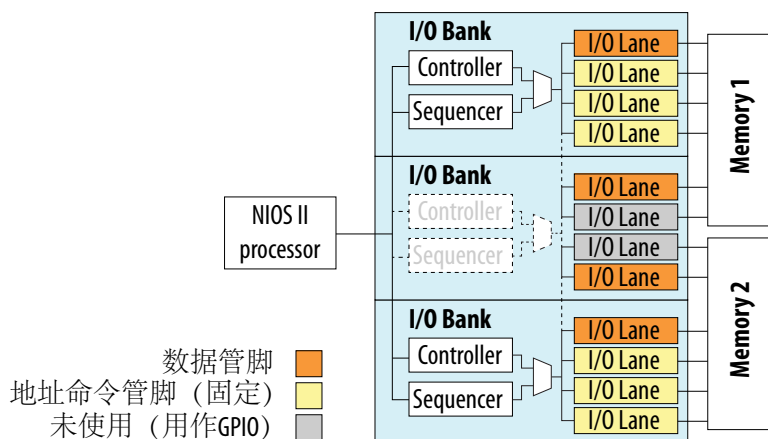 I/O Bank
Controller
Sequencer
I/O Lane
I/O Lane
I/O Lane
I/O Lane
Memory 1
I/O Bank
Controller
Sequencer
I/O Lane
I/O Lane
I/O Lane
I/O Lane
NIOS II
processor
Memory 2
I/O Bank
Controller
Sequencer
I/O Lane
I/O Lane
I/O Lane
I/O Lane
数据管脚
地址命令管脚（固定）
未使用（用作GPIO）